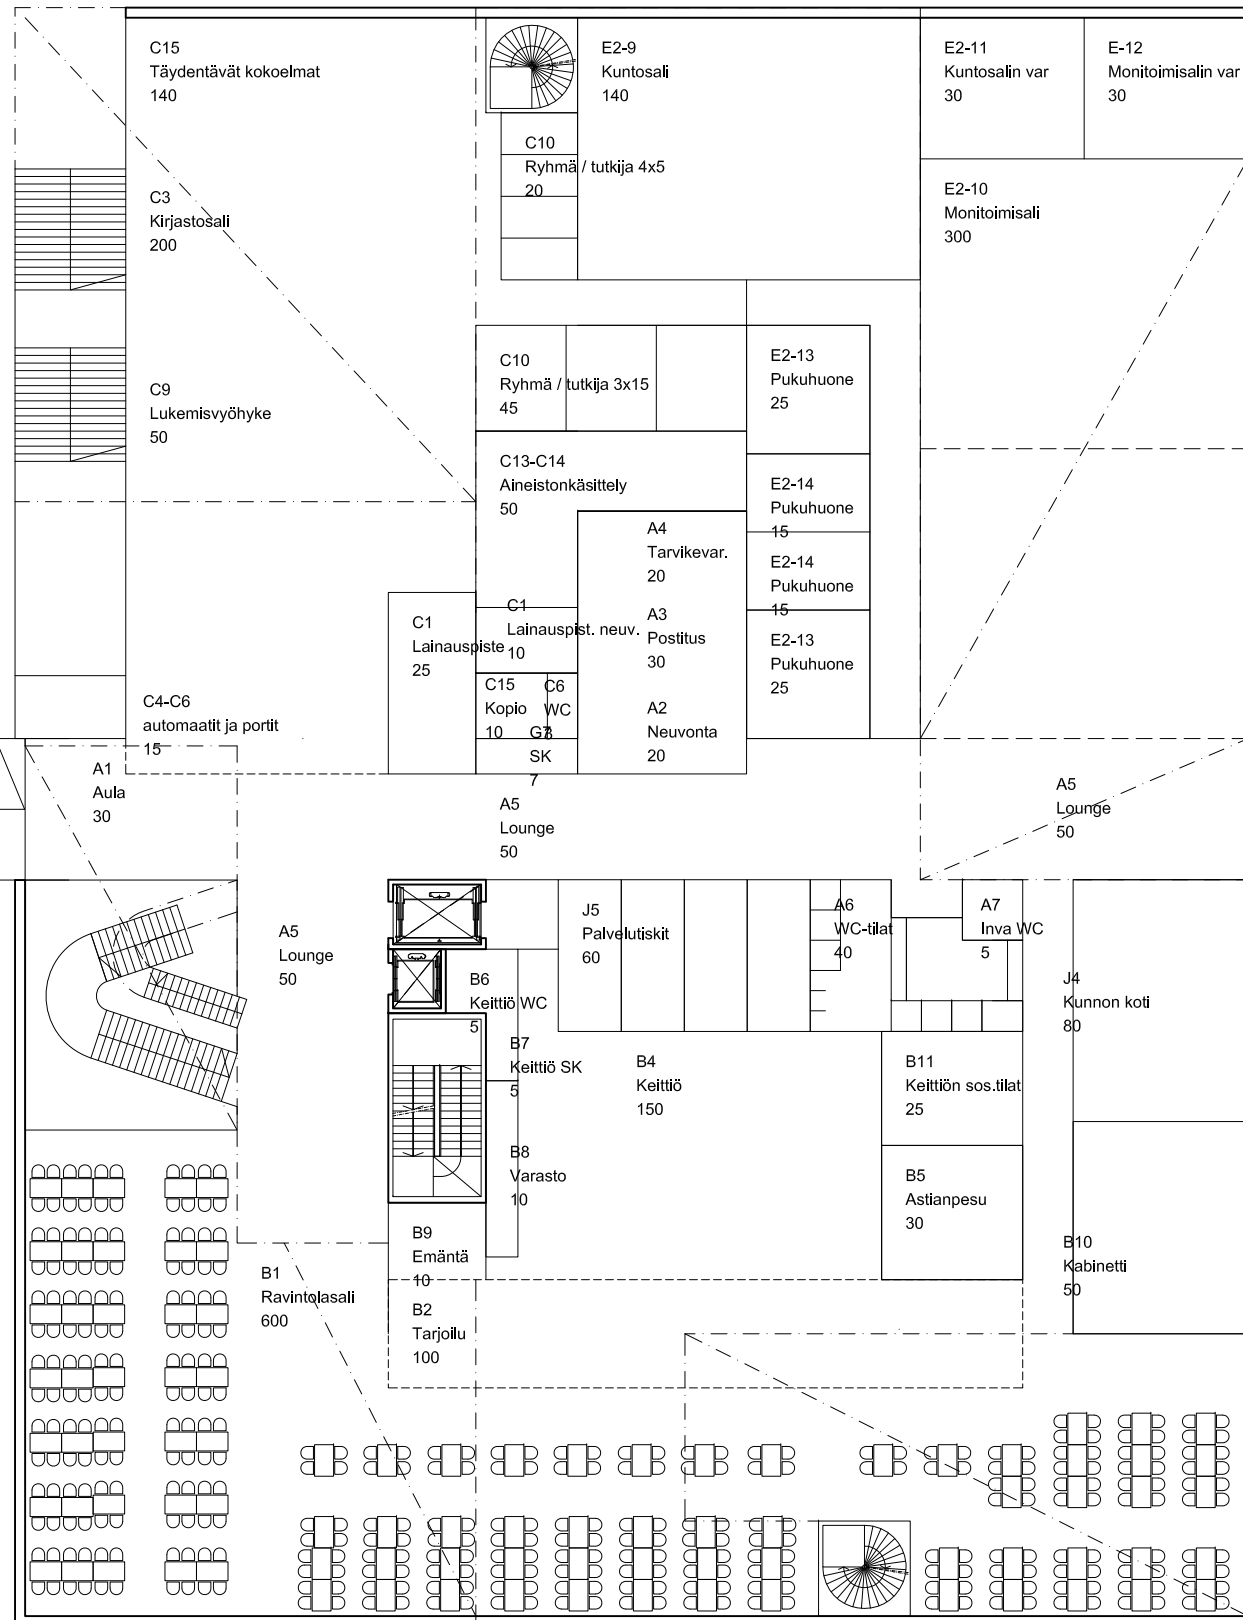 C15
Täydentävät kokoelmat
140
E2-9
Kuntosali
140
E2-11
Kuntosalin var
30
E-12
Monitoimisalin var
30
C10
Ryhmä / tutkija 4x5
20
C3
Kirjastosali
200
E2-10
Monitoimisali
300
C10
Ryhmä / tutkija 3x15
45
E2-13
Pukuhuone
25
C9
Lukemisvyöhyke
50
C13-C14
Aineistonkäsittely
50
E2-14
Pukuhuone
15
A4
Tarvikevar.
20
E2-14
Pukuhuone
15
C1
Lainauspiste
25
C1
Lainauspist. neuv.
10
A3
Postitus
30
E2-13
Pukuhuone
25
C15
Kopio
10
C6
WC
3
C4-C6
automaatit ja portit
15
A2
Neuvonta
20
G7
SK
7
A1
Aula
30
A5
Lounge
50
A5
Lounge
50
A5
Lounge
50
J5
Palvelutiskit
60
A6
WC-tilat
40
A7
Inva WC
5
B6
Keittiö WC
5
J4
Kunnon koti
80
B7
Keittiö SK
5
B4
Keittiö
150
B11
Keittiön sos.tilat
25
B8
Varasto
10
B5
Astianpesu
30
B9
Emäntä
10
B10
Kabinetti
50
B1
Ravintolasali
600
B2
Tarjoilu
100